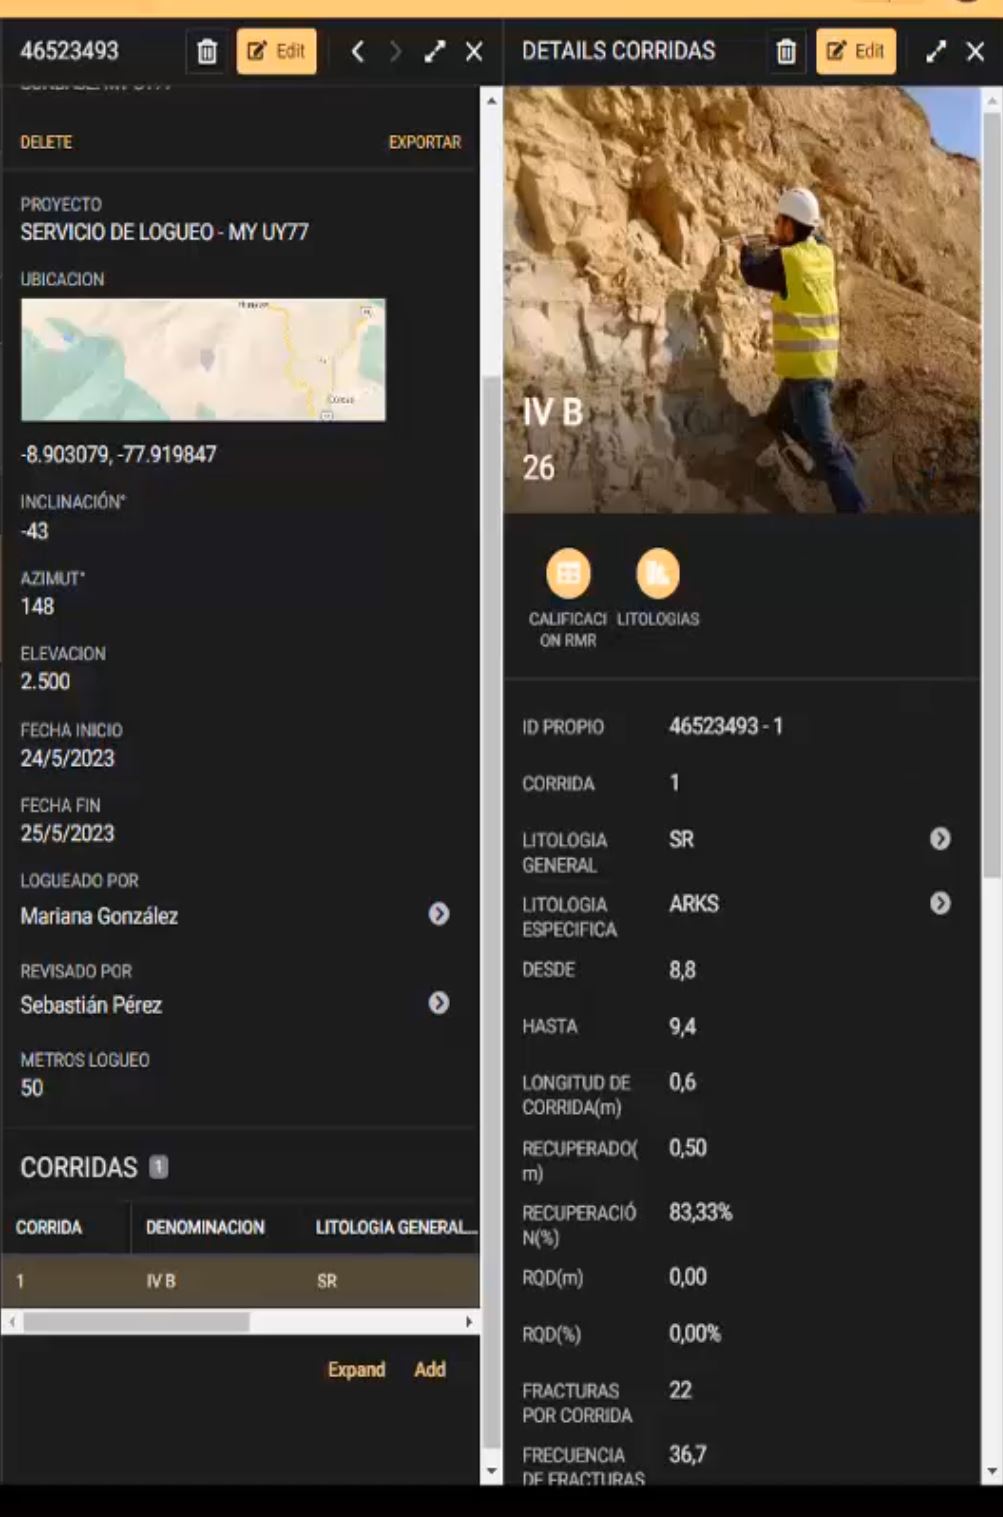 46523493
Edit
DELETE
EXPORTAR
PROYECTO
SERVICIO DE LOGUEO - MY UY77
UBICACION
-8.903079, -77.919847
INCLINACIÓN°
-43
AZIMUT°
148
ELEVACION
2.500
FECHA INICIO
24/5/2023
FECHA FIN
25/5/2023
LOGUEADO POR
Mariana González
REVISADO POR
Sebastián Pérez
METROS LOGUEO
50
CORRIDAS 1
CORRIDA DENOMINACION LITOLOGIA GENERAL...
1 IV B SR
Expand Add
DETAILS CORRIDAS
Edit
IV B
26
CALIFICACI
ON RMR
LITOLOGIAS
ID PROPIO 46523493 - 1
CORRIDA 1
LITOLOGIA SR
GENERAL
LITOLOGIA ARKS
ESPECIFICA
DESDE 8,8
HASTA 9,4
LONGITUD DE 0,6
CORRIDA(m)
RECUPERADO( 0,50
m)
RECUPERACIÓ 83,33%
N(%)
RQD(m) 0,00
RQD(%) 0,00%
FRACTURAS 22
POR CORRIDA
FRECUENCIA 36,7
DE FRACTURAS